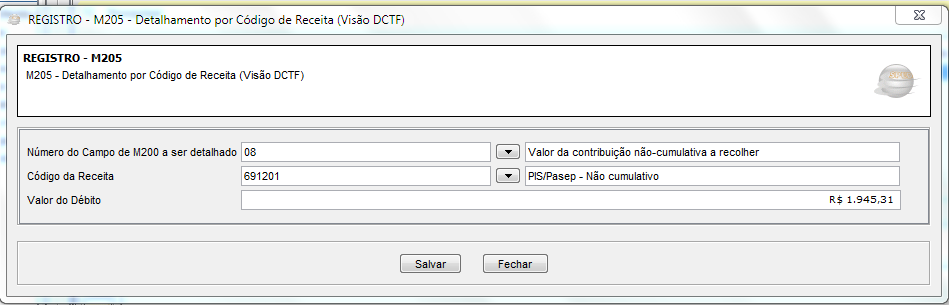 REGISTRO - M205 - Detalhamento por Código de Receita (Visão DCTF)
REGISTRO - M205
M205 - Detalhamento por Código de Receita (Visão DCTF)
Número do Campo de M200 a ser detalhado 08 Valor da contribuição não-cumulativa a recolher
Código da Receita 691201 PIS/Pasep - Não cumulativo
Valor do Débito R$ 1.945,31
Salvar Fechar